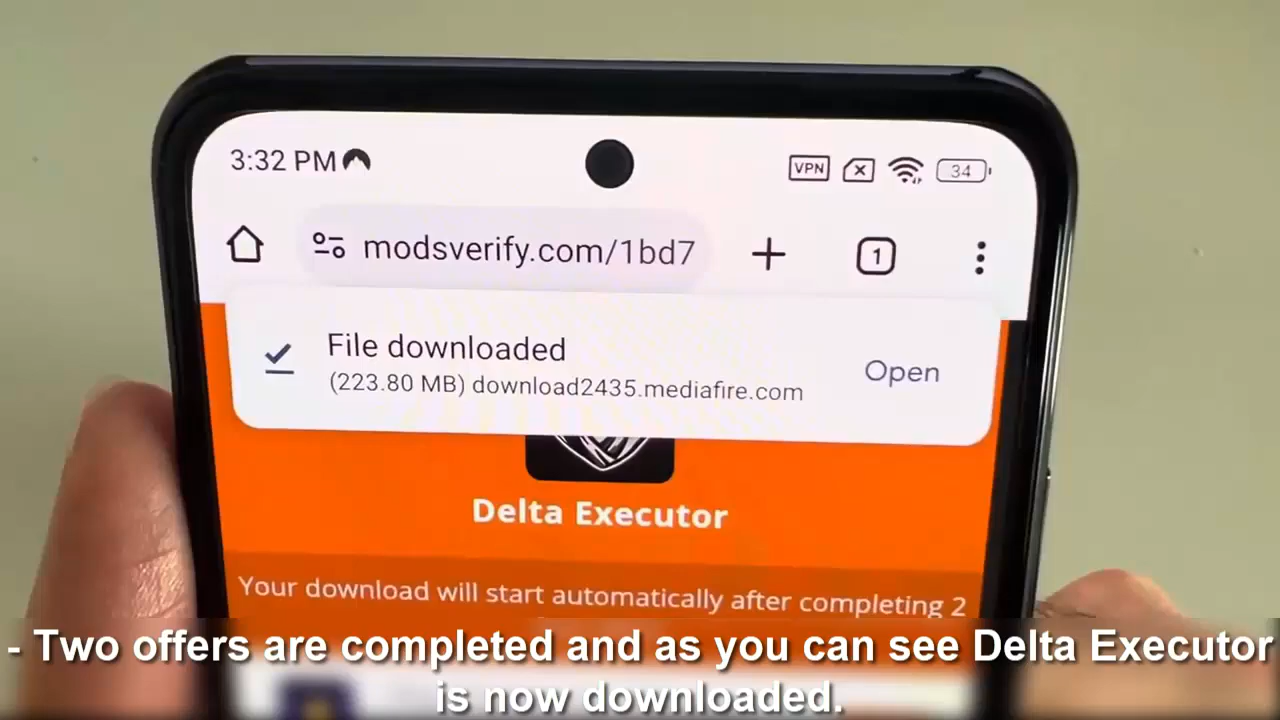 3:32 PM
VPN
34
modsverify.com/1bd7
1
File downloaded
(223.80 MB) download2435.mediafire.com
Open
Delta Executor
Your download will start automatically after completing 2
- Two offers are completed and as you can see Delta Executor
is now downloaded.